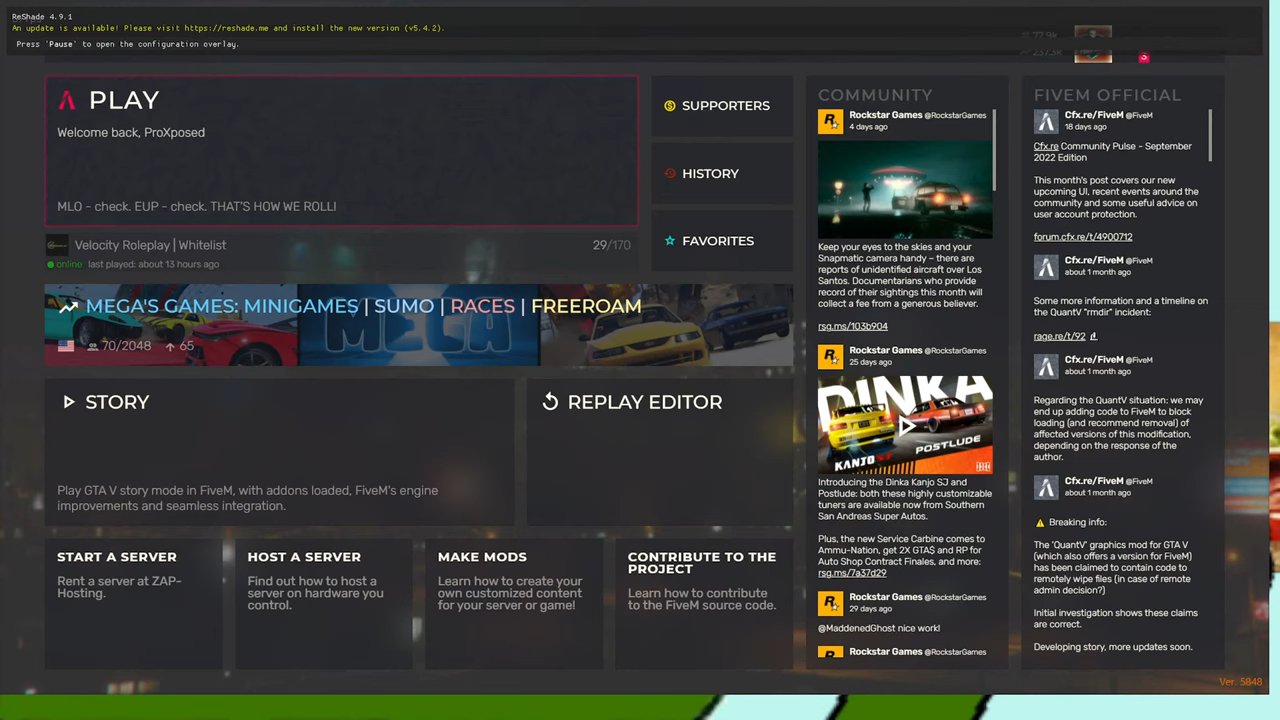 ReShade 4.9.1
An update is available! Please visit https://reshade.me and install the new version (v5.4.2).
Press 'Pause' to open the configuration overlay.
77.9k
237.3k
PLAY
Welcome back, ProXposed
MLO - check. EUP - check. THAT'S HOW WE ROLL!
Velocity Roleplay | Whitelist
29/170
online last played: about 13 hours ago
SUPPORTERS
HISTORY
FAVORITES
MEGA'S GAMES: MINIGAMES | SUMO | RACES | FREEROAM
MEGA
70/2048 65
STORY
Play GTA V story mode in FiveM, with addons loaded, FiveM's engine
improvements and seamless integration.
REPLAY EDITOR
START A SERVER
Rent a server at ZAP-
Hosting.
HOST A SERVER
Find out how to host a
server on hardware you
control.
MAKE MODS
Learn how to create your
own customized content
for your server or game!
CONTRIBUTE TO THE
PROJECT
Learn how to contribute
to the FiveM source code.
COMMUNITY
Rockstar Games @RockstarGames
4 days ago
Keep your eyes to the skies and your
Snapmatic camera handy – there are
reports of unidentified aircraft over Los
Santos. Documentarians who provide
record of their sightings this month will
collect a fee from a generous believer.
rsg.ms/103b904
Rockstar Games @RockstarGames
25 days ago
DINKA
KANJO SJ
POSTLUDE
Introducing the Dinka Kanjo SJ and
Postlude: both these highly customizable
tuners are available now from Southern
San Andreas Super Autos.
Plus, the new Service Carbine comes to
Ammu-Nation, get 2X GTA$ and RP for
Auto Shop Contract Finales, and more:
rsg.ms/7a37d29
Rockstar Games @RockstarGames
29 days ago
@MaddenedGhost nice work!
Rockstar Games @RockstarGames
FIVEM OFFICIAL
Cfx.re/FiveM @FiveM
18 days ago
Cfx.re Community Pulse - September
2022 Edition
This month's post covers our new
upcoming UI, recent events around the
community and some useful advice on
user account protection.
forum.cfx.re/t/4900712
Cfx.re/FiveM @FiveM
about 1 month ago
Some more information and a timeline on
the QuantV "rmdir" incident:
rage.re/t/92
Cfx.re/FiveM @FiveM
about 1 month ago
Regarding the QuantV situation: we may
end up adding code to FiveM to block
loading (and recommend removal) of
affected versions of this modification,
depending on the response of the
author.
Cfx.re/FiveM @FiveM
about 1 month ago
Breaking info:
The 'QuantV' graphics mod for GTA V
(which also offers a version for FiveM)
has been claimed to contain code to
remotely wipe files (in case of remote
admin decision?)
Initial investigation shows these claims
are correct.
Developing story, more updates soon.
Ver. 5848